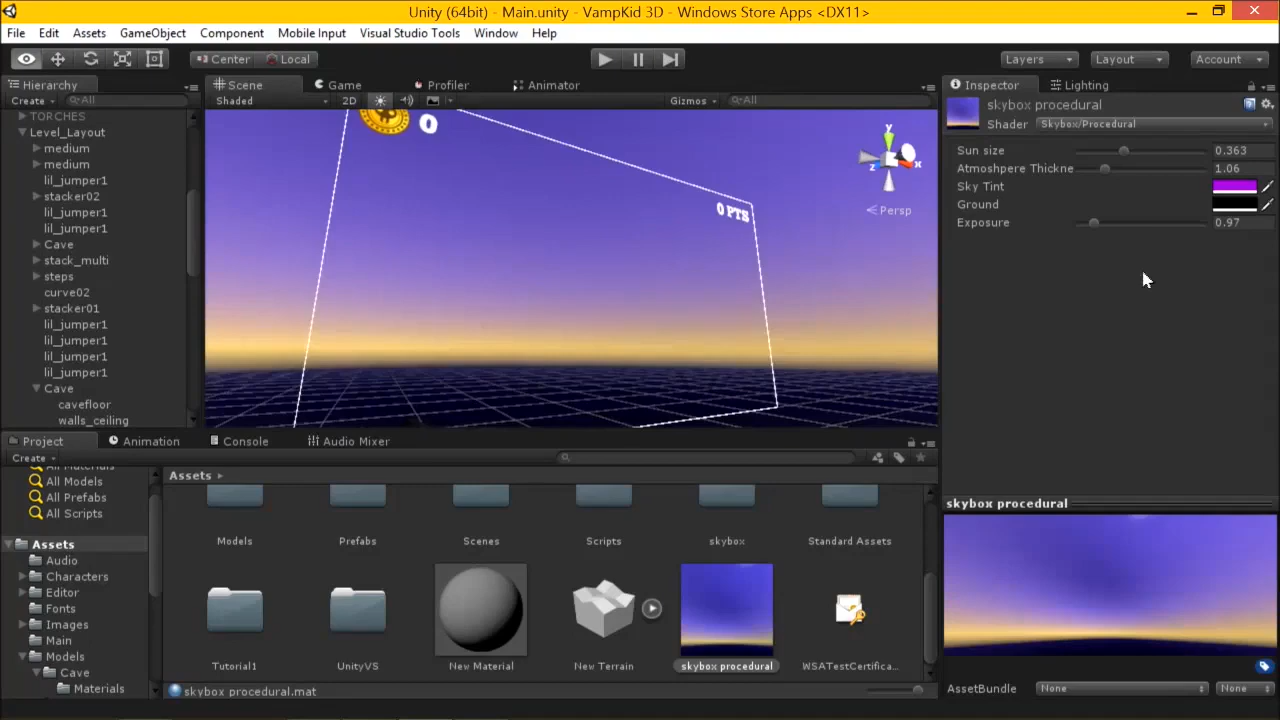 Unity (64bit) - Main.unity - VampKid 3D - Windows Store Apps <DX11>
File Edit Assets GameObject Component Mobile Input Visual Studio Tools Window Help
Center Local Layers Layout Account
Hierarchy
Create All
TORCHES
Level_Layout
medium
medium
lil_jumper1
stacker02
lil_jumper1
lil_jumper1
Cave
stack_multi
steps
curve02
stacker01
lil_jumper1
lil_jumper1
lil_jumper1
lil_jumper1
Cave
cavefloor
walls_ceiling
Scene Game Profiler Animator
Shaded 2D Gizmos All
0
0 PTS
y
x
z
Persp
Inspector Lighting
skybox procedural
Shader Skybox/Procedural
Sun size 0.363
Atmoshpere Thickne 1.06
Sky Tint
Ground
Exposure 0.97
Project Animation Console Audio Mixer
Create
All Materials
All Models
All Prefabs
All Scripts
Assets
Audio
Characters
Editor
Fonts
Images
Main
Models
Cave
Materials
Assets
Models Prefabs Scenes Scripts skybox Standard Assets
Tutorial1 UnityVS New Material New Terrain skybox procedural WSATestCertifica...
skybox procedural.mat
skybox procedural
AssetBundle None None